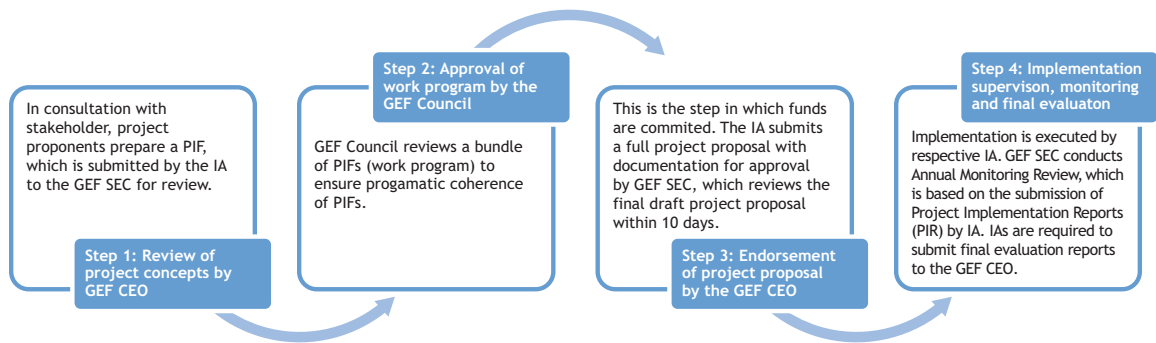 In consultation with
stakeholder, project
proponents prepare a PIF,
which is submitted by the IA
to the GEF SEC for review.
Step 1: Review of
project concepts by
GEF CEO
Step 2: Approval of
work program by the
GEF Council
GEF Council reviews a bundle
of PIFs (work program) to
ensure progamatic coherence
of PIFs.
This is the step in which funds
are commited. The IA submits
a full project proposal with
documentation for approval
by GEF SEC, which reviews the
final draft project proposal
within 10 days.
Step 3: Endorsement
of project proposal
by the GEF CEO
Step 4: Implementation
supervison, monitoring
and final evaluaton
Implementation is executed by
respective IA. GEF SEC conducts
Annual Monitoring Review, which
is based on the submission of
Project Implementation Reports
(PIR) by IA. IAs are required to
submit final evaluation reports
to the GEF CEO.